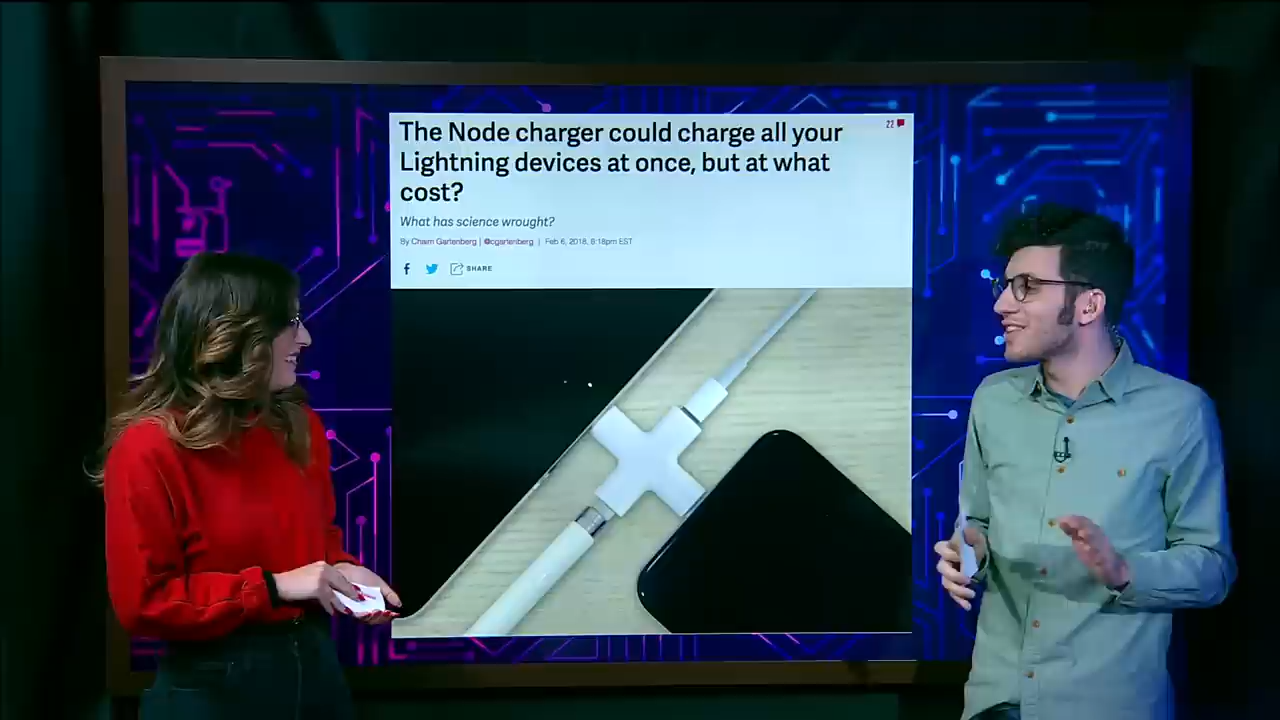 The Node charger could charge all your
Lightning devices at once, but at what
cost?
22
What has science wrought?
By Chaim Gartenberg | @cgartenberg | Feb 6, 2018, 8:18pm EST
SHARE